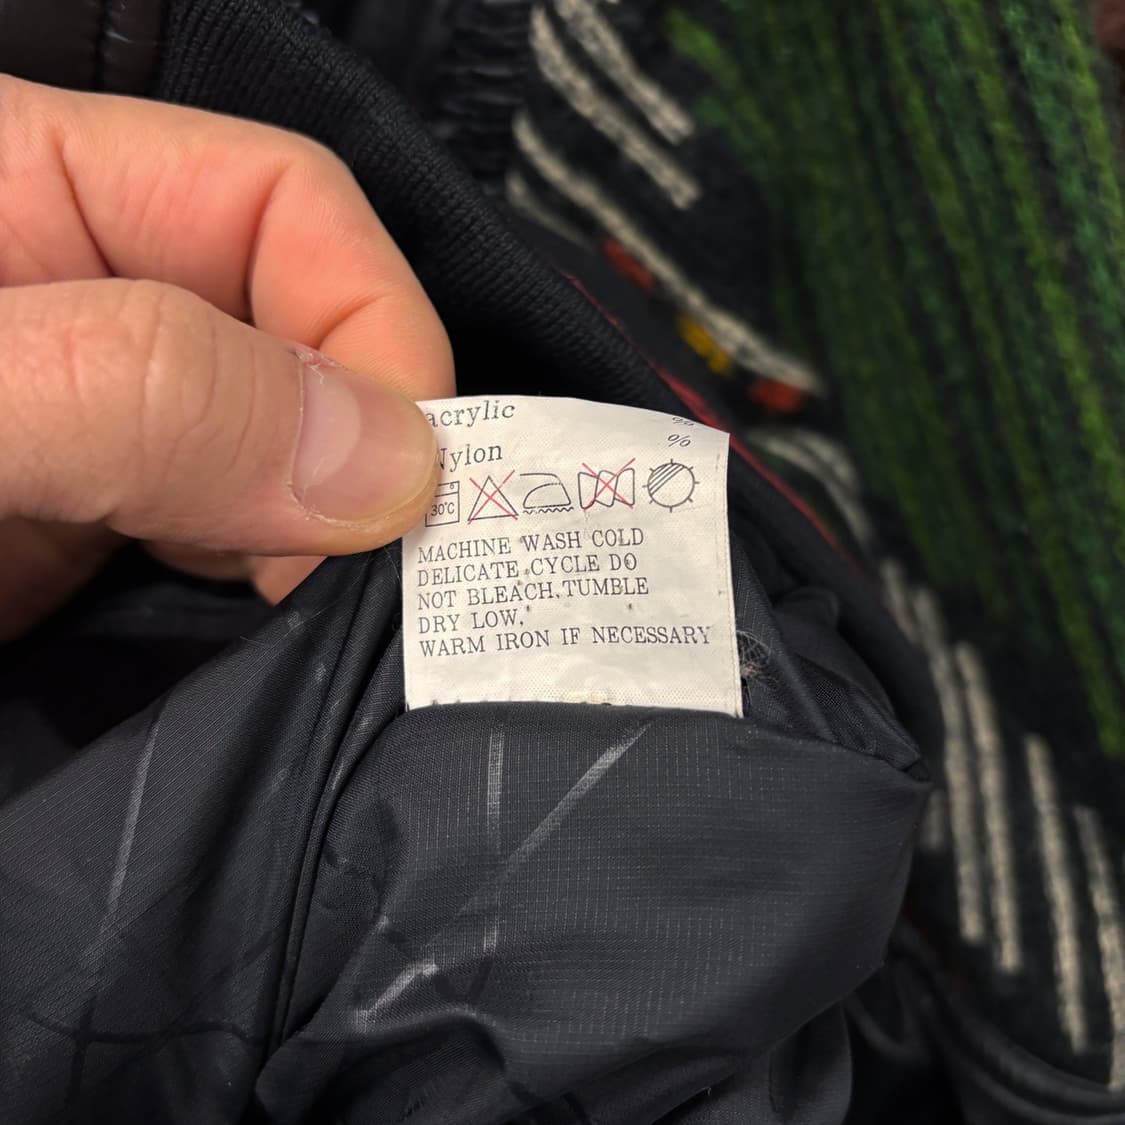 acrylic %
Nylon %
30°C
MACHINE WASH COLD
DELICATE CYCLE DO
NOT BLEACH, TUMBLE
DRY LOW,
WARM IRON IF NECESSARY